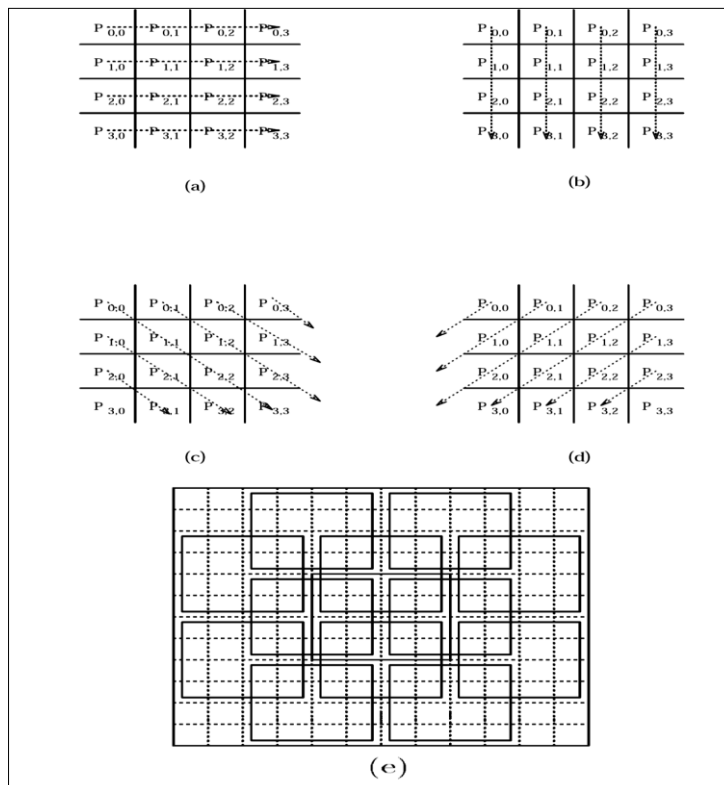 P 0,0 P 0,1 P 0,2 P 0,3
P 1,0 P 1,1 P 1,2 P 1,3
P 2,0 P 2,1 P 2,2 P 2,3
P 3,0 P 3,1 P 3,2 P 3,3
(a)
P 0,0 P 0,1 P 0,2 P 0,3
P 1,0 P 1,1 P 1,2 P 1,3
P 2,0 P 2,1 P 2,2 P 2,3
P 3,0 P 3,1 P 3,2 P 3,3
(b)
P 0,0 P 0,1 P 0,2 P 0,3
P 1,0 P 1,1 P 1,2 P 1,3
P 2,0 P 2,1 P 2,2 P 2,3
P 3,0 P 3,1 P 3,2 P 3,3
(c)
P 0,0 P 0,1 P 0,2 P 0,3
P 1,0 P 1,1 P 1,2 P 1,3
P 2,0 P 2,1 P 2,2 P 2,3
P 3,0 P 3,1 P 3,2 P 3,3
(d)
(e)